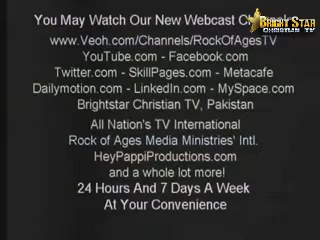 You May Watch Our New Webcast
BRIGHT STAR
CHRISTIAN TV
www.Veoh.com/Channels/RockOfAgesTV
YouTube.com - Facebook.com
Twitter.com - SkillPages.com - Metacafe
Dailymotion.com - LinkedIn.com - MySpace.com
Brightstar Christian TV, Pakistan
All Nation's TV International
Rock of Ages Media Ministries' Intl.
HeyPappiProductions.com
and a whole lot more!
24 Hours And 7 Days A Week
At Your Convenience